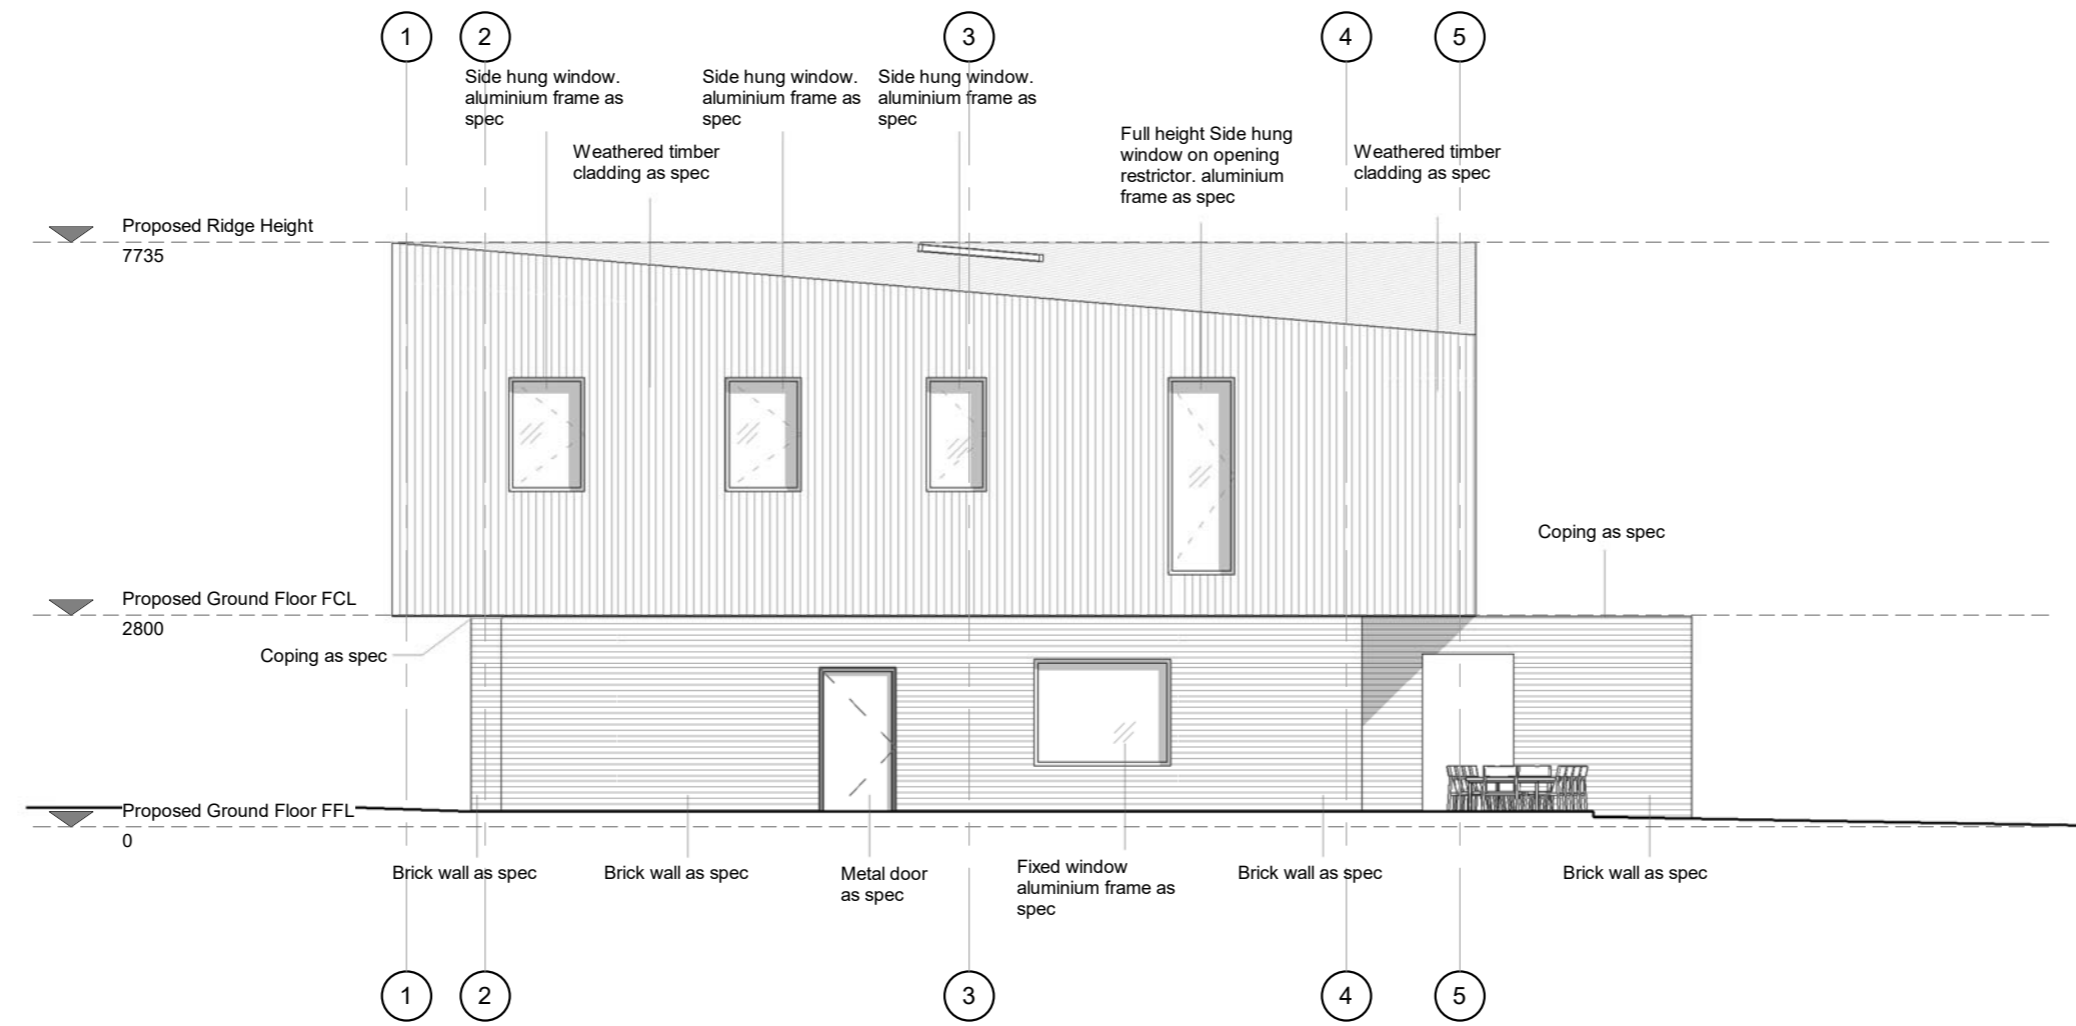 1
2
3
4
5
Side hung window.
aluminium frame as
spec
Side hung window.
aluminium frame as
spec
Side hung window.
aluminium frame as
spec
Full height Side hung
window on opening
restrictor. aluminium
frame as spec
Weathered timber
cladding as spec
Weathered timber
cladding as spec
Proposed Ridge Height
7735
Coping as spec
Proposed Ground Floor FCL
2800
Coping as spec
Proposed Ground Floor FFL
0
Brick wall as spec
Brick wall as spec
Metal door
as spec
Fixed window
aluminium frame as
spec
Brick wall as spec
Brick wall as spec
1
2
3
4
5